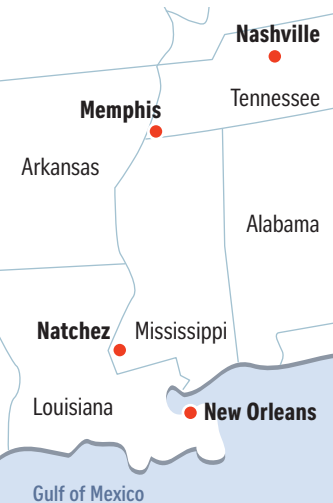 Nashville
Tennessee
Memphis
Arkansas
Alabama
Natchez
Mississippi
Louisiana
New Orleans
Gulf of Mexico